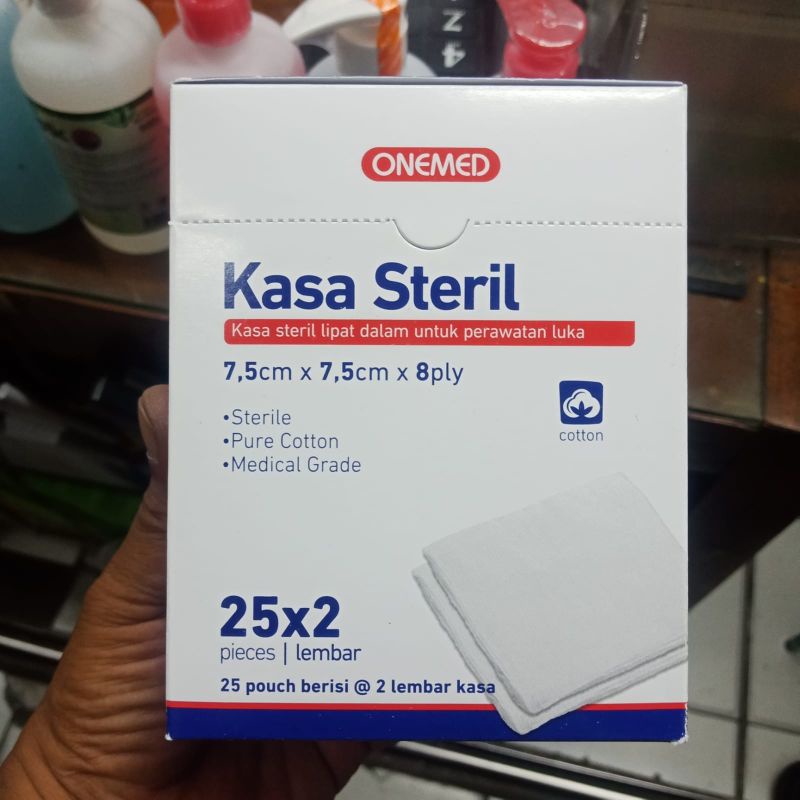 ONEMED
Kasa Steril
Kasa steril lipat dalam untuk perawatan luka
7,5cm x 7,5cm x 8ply
•Sterile
•Pure Cotton
•Medical Grade
cotton
25x2
pieces | lembar
25 pouch berisi @ 2 lembar kasa